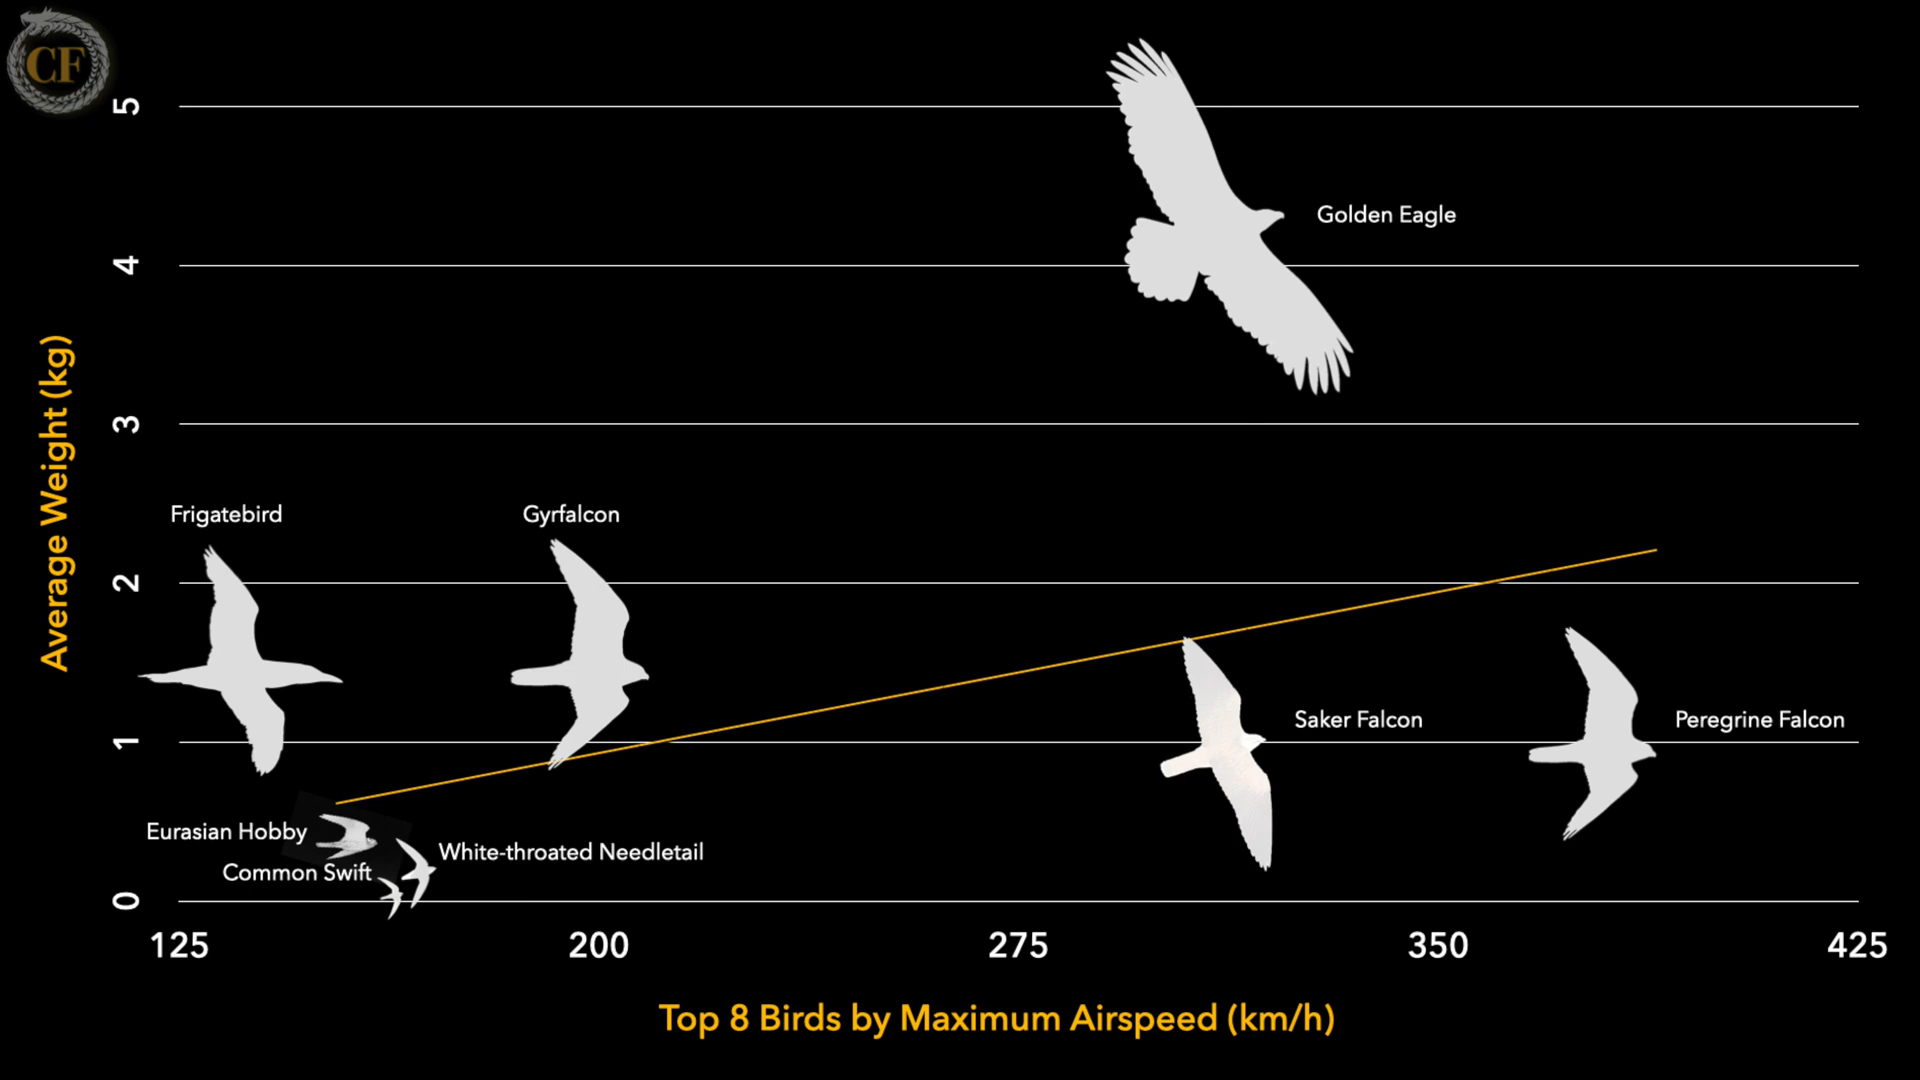 CF
5
Golden Eagle
4
Average Weight (kg)
3
Frigatebird
Gyrfalcon
2
Saker Falcon
Peregrine Falcon
1
Eurasian Hobby
White-throated Needletail
Common Swift
0
125 200 275 350 425
Top 8 Birds by Maximum Airspeed (km/h)